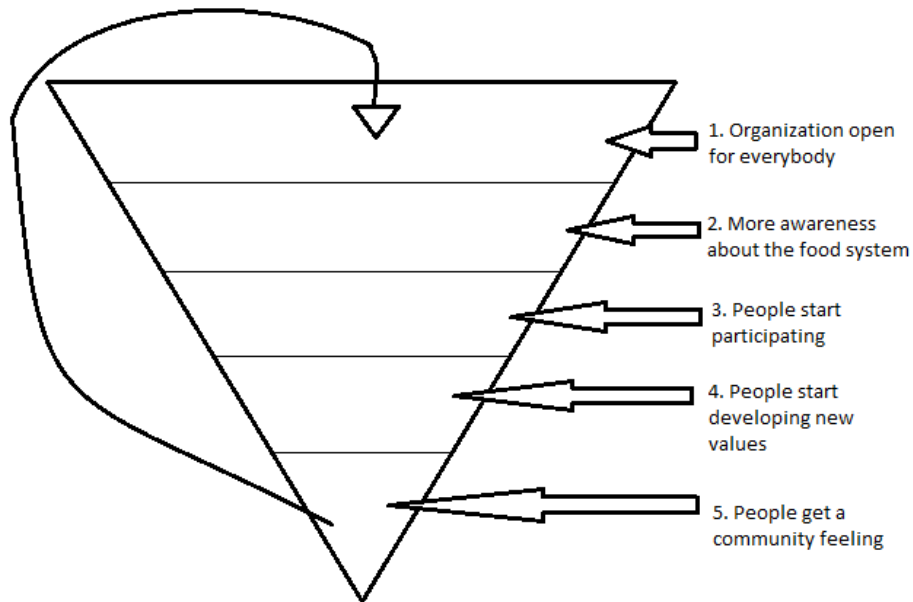 1. Organization open
for everybody
2. More awareness
about the food system
3. People start
participating
4. People start
developing new
values
5. People get a
community feeling